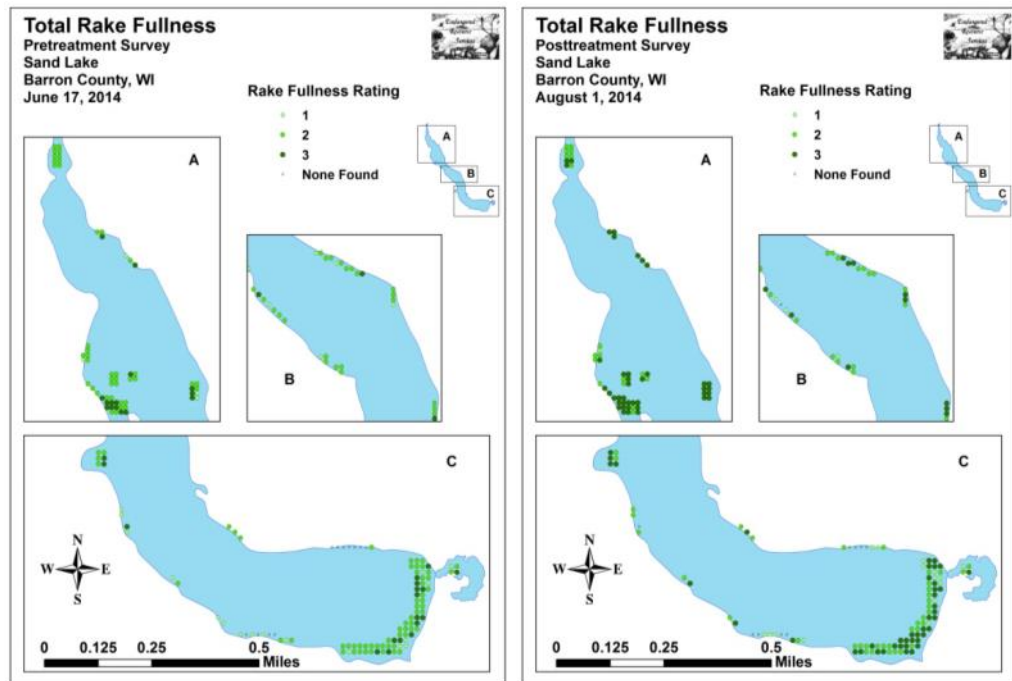 Total Rake Fullness
Pretreatment Survey
Sand Lake
Barron County, WI
June 17, 2014
Rake Fullness Rating
1
2
3
None Found
A
B
C
A
B
C
N
W E
S
0 0.125 0.25 0.5
Miles
Total Rake Fullness
Posttreatment Survey
Sand Lake
Barron County, WI
August 1, 2014
Rake Fullness Rating
1
2
3
None Found
A
B
C
A
B
C
N
W E
S
0 0.125 0.25 0.5
Miles